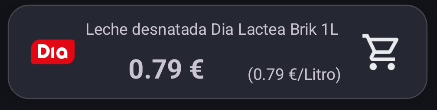 Leche desnatada Dia Lactea Brik 1L
Dia
0.79 € (0.79 €/Litro)